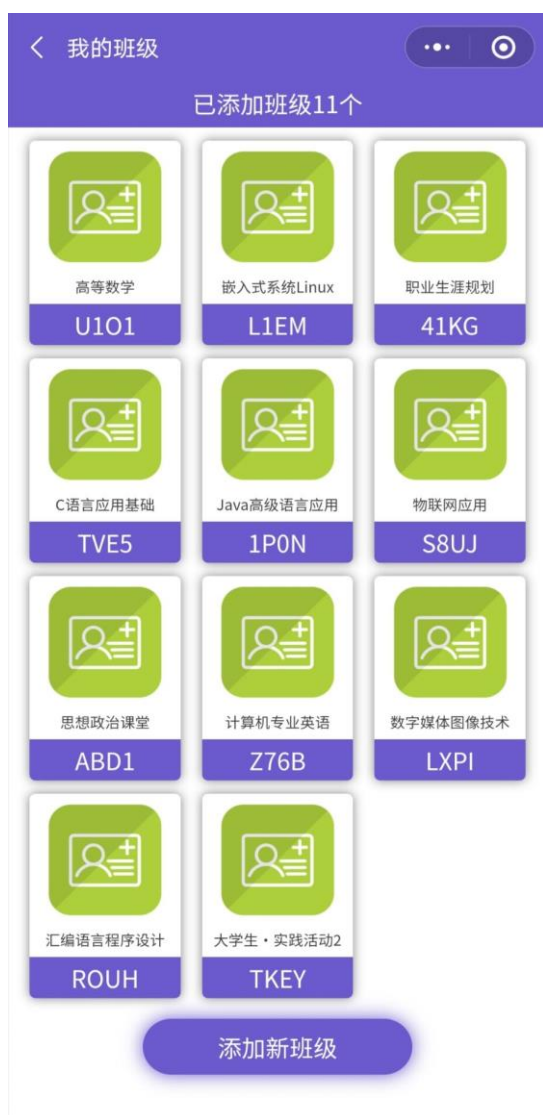 我的班级
已添加班级11个
高等数学 嵌入式系统Linux 职业生涯规划
U1O1 L1EM 41KG
C语言应用基础 Java高级语言应用 物联网应用
TVE5 1P0N S8UJ
思想政治课堂 计算机专业英语 数字媒体图像技术
ABD1 Z76B LXPI
汇编语言程序设计 大学生·实践活动2
ROUH TKEY
添加新班级